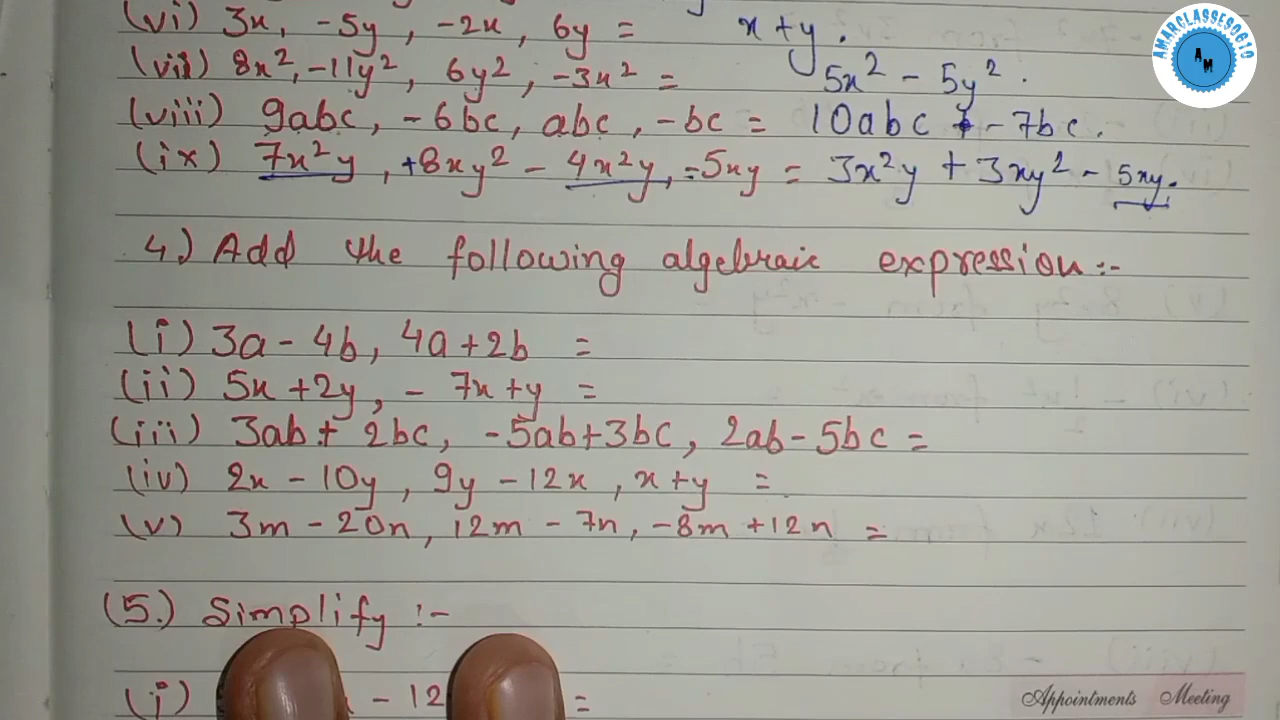 (vi) 3x, -5y, -2x, 6y = x+y.
(vii) 8x², -11y², 6y², -3x² = 5x² - 5y².
(viii) 9abc, -6bc, abc, -bc = 10abc - 7bc.
(ix) 7x²y, +8xy² - 4x²y, -5xy = 3x²y + 3xy² - 5xy.
4) Add the following algebraic expression:-
(i) 3a - 4b, 4a + 2b =
(ii) 5x + 2y, - 7x + y =
(iii) 3ab + 2bc, -5ab + 3bc, 2ab - 5bc =
(iv) 2x - 10y, 9y - 12x, x + y =
(v) 3m - 20n, 12m - 7n, -8m + 12n =
(5.) Simplify :-
(i) - 12 =
Appointments Meeting
AMARCLASSES0610
AM